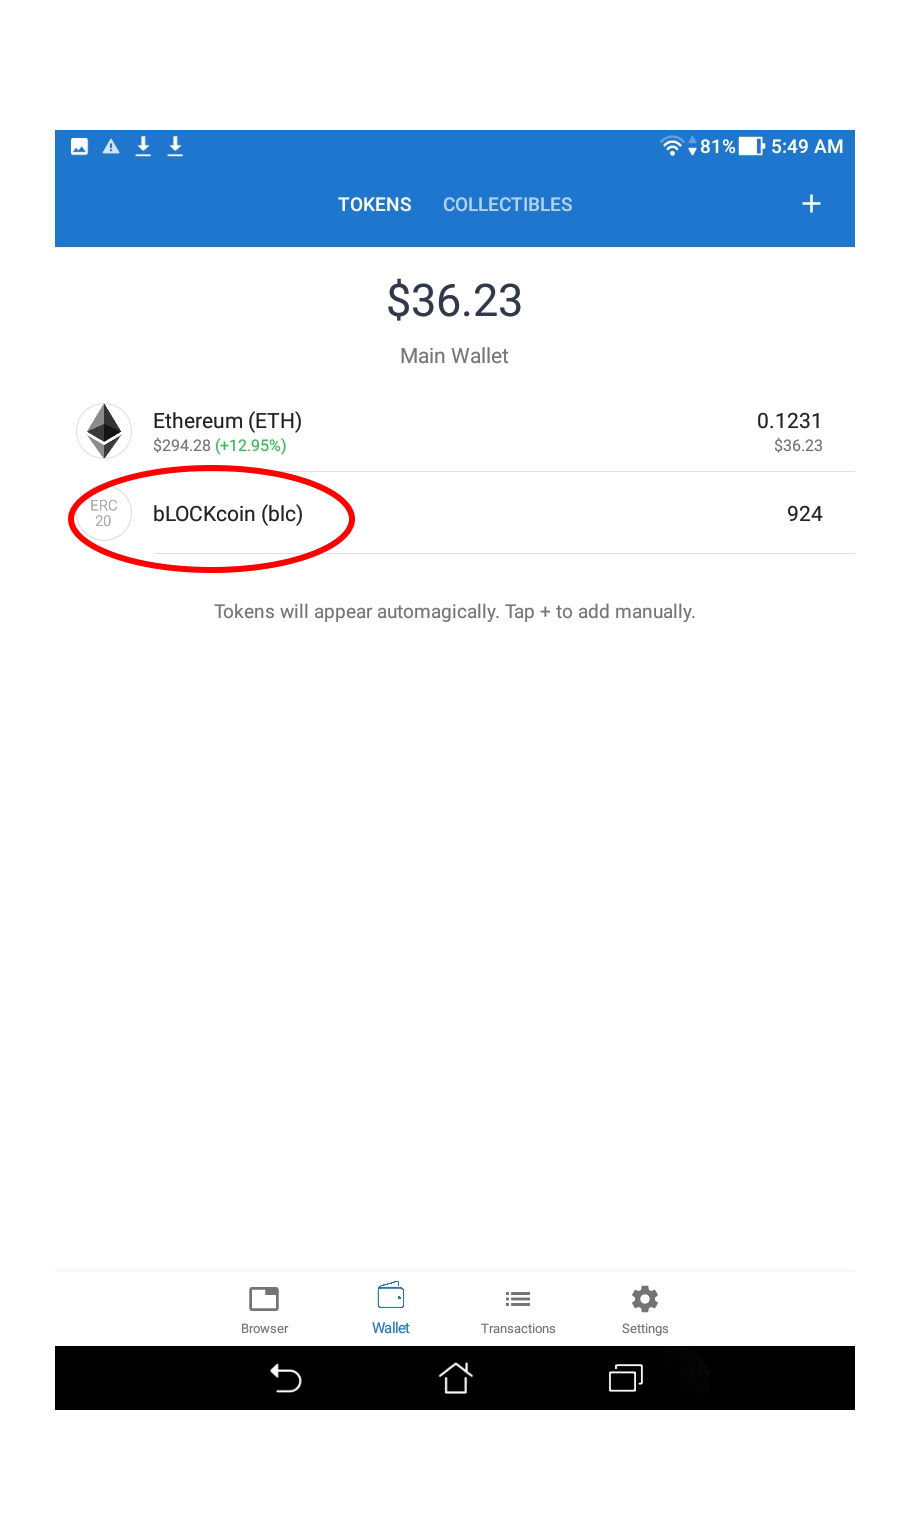 81% 5:49 AM
TOKENS COLLECTIBLES +
$36.23
Main Wallet
Ethereum (ETH) 0.1231
$294.28 (+12.95%) $36.23
ERC
20
bLOCKcoin (blc) 924
Tokens will appear automagically. Tap + to add manually.
Browser Wallet Transactions Settings